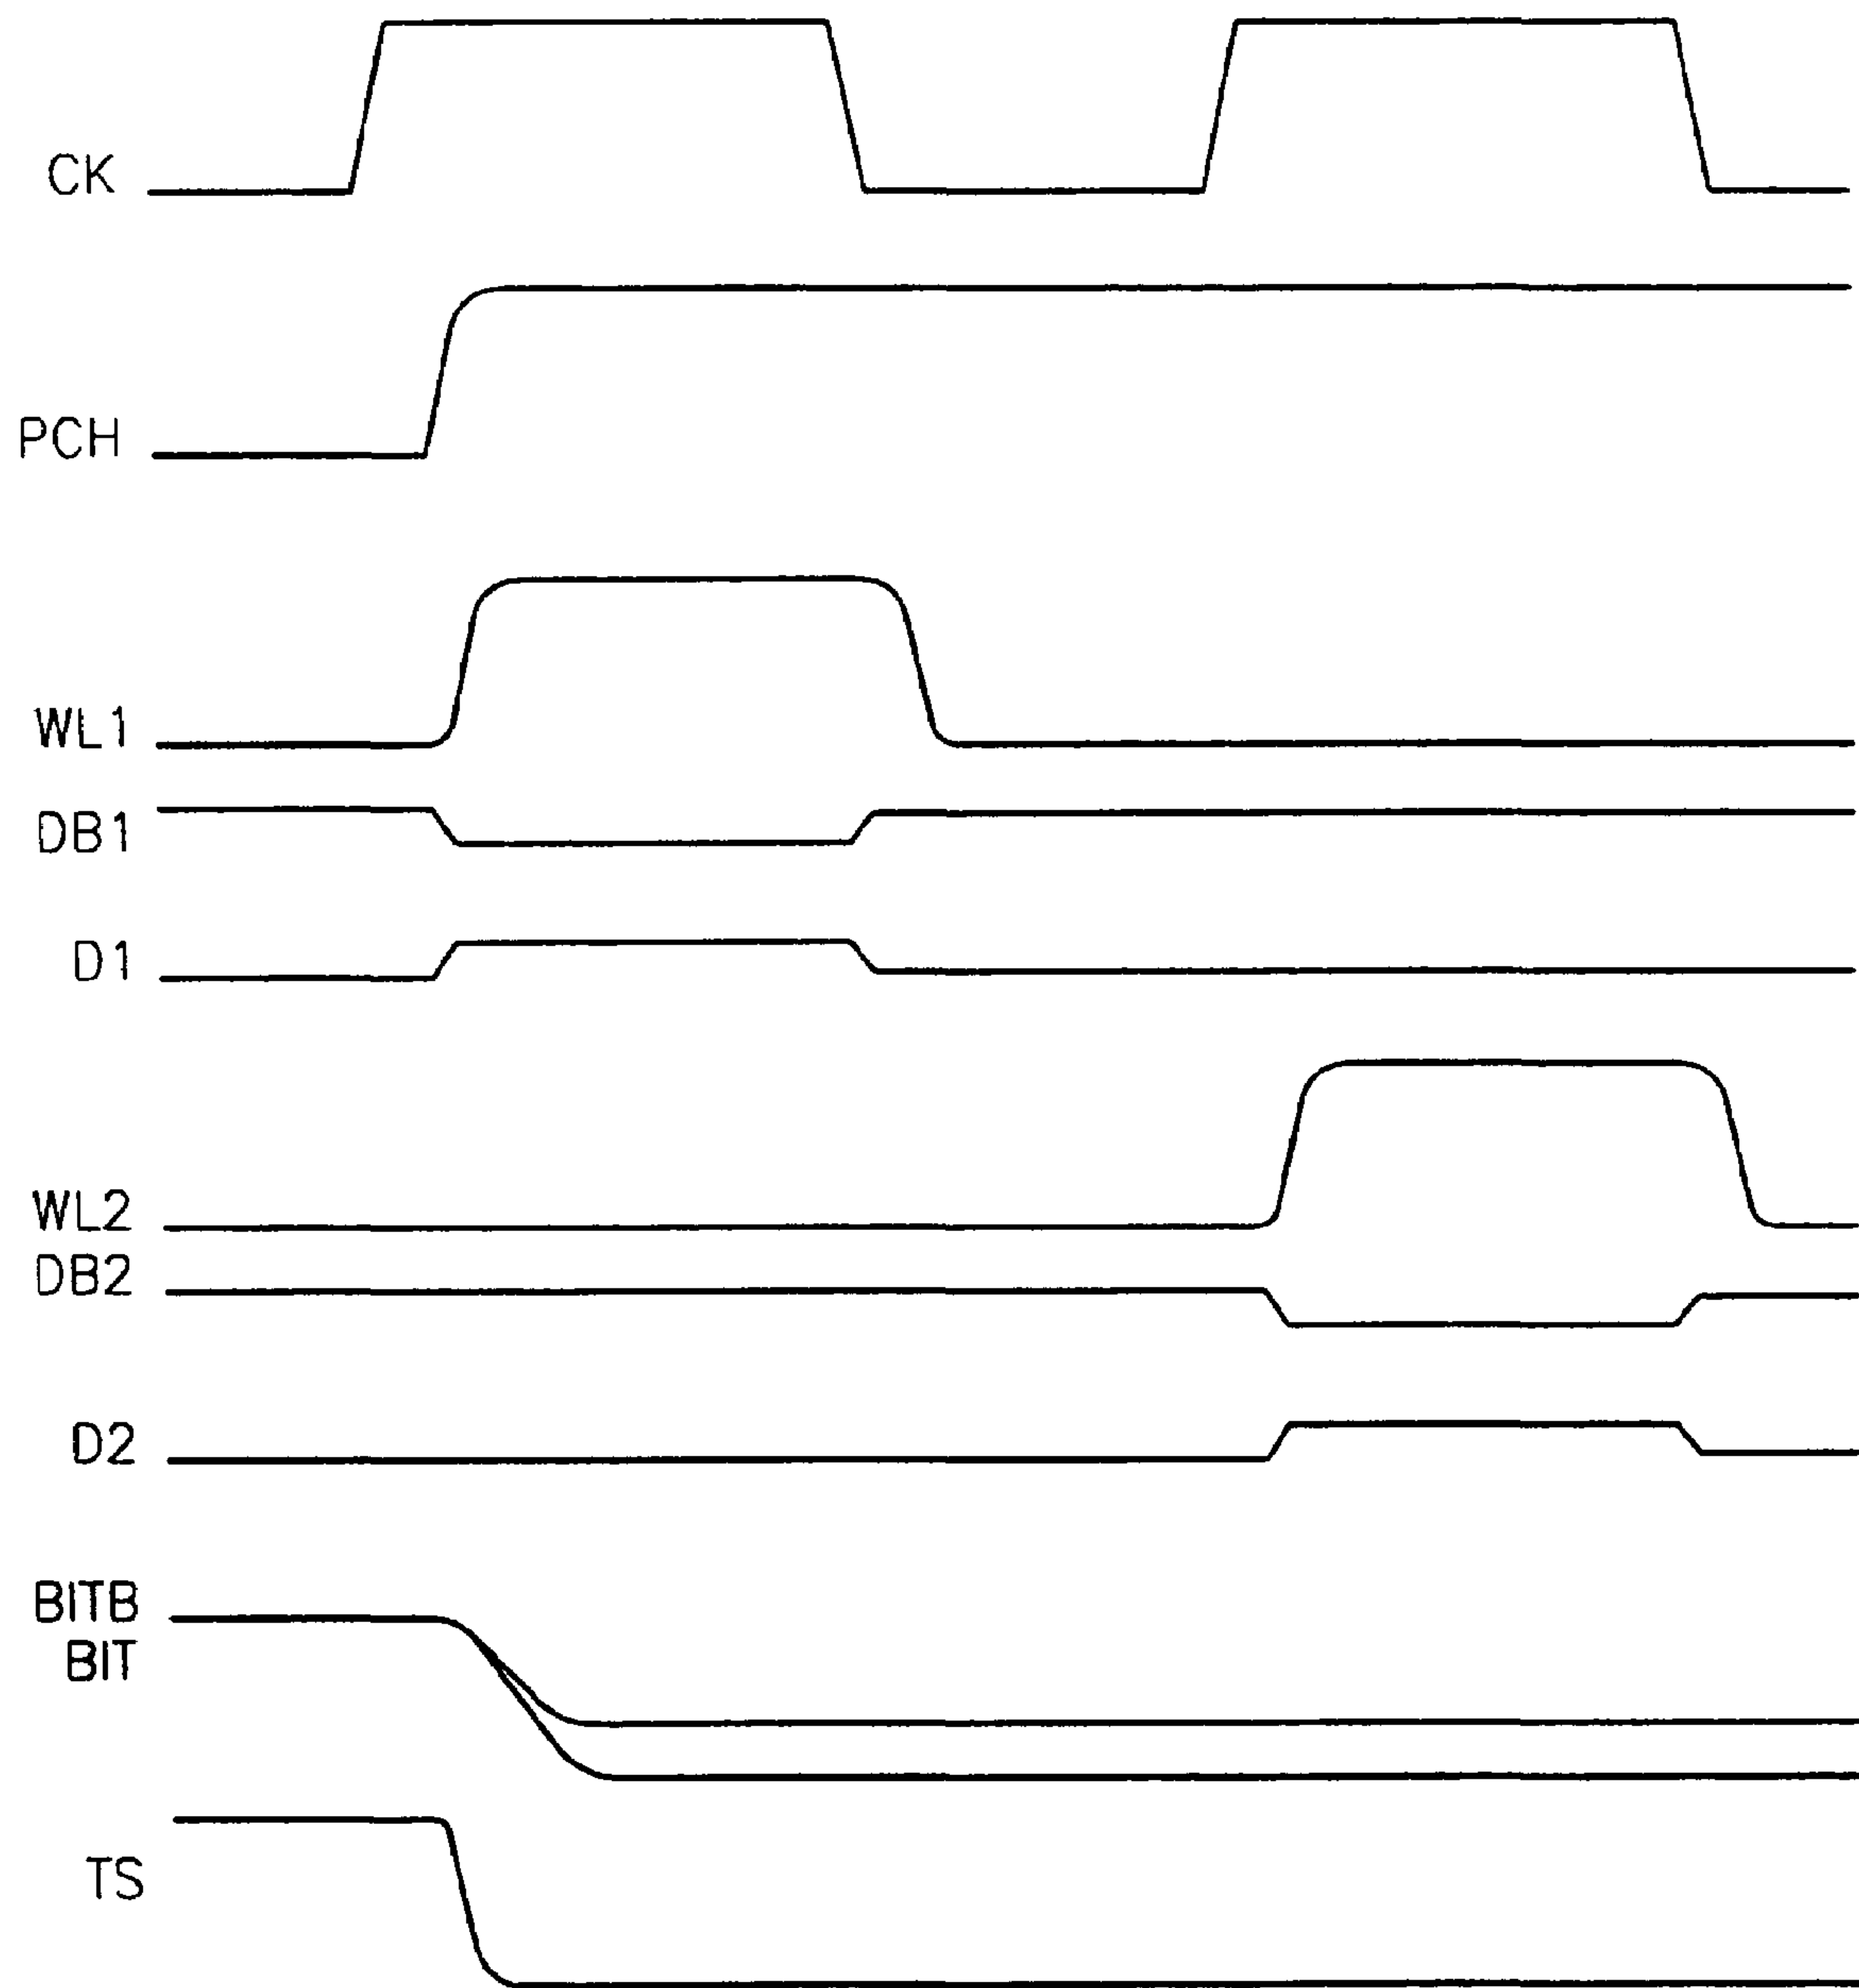 CK
PCH
WL1
DB1
D1
WL2
DB2
D2
BITB
BIT
TS